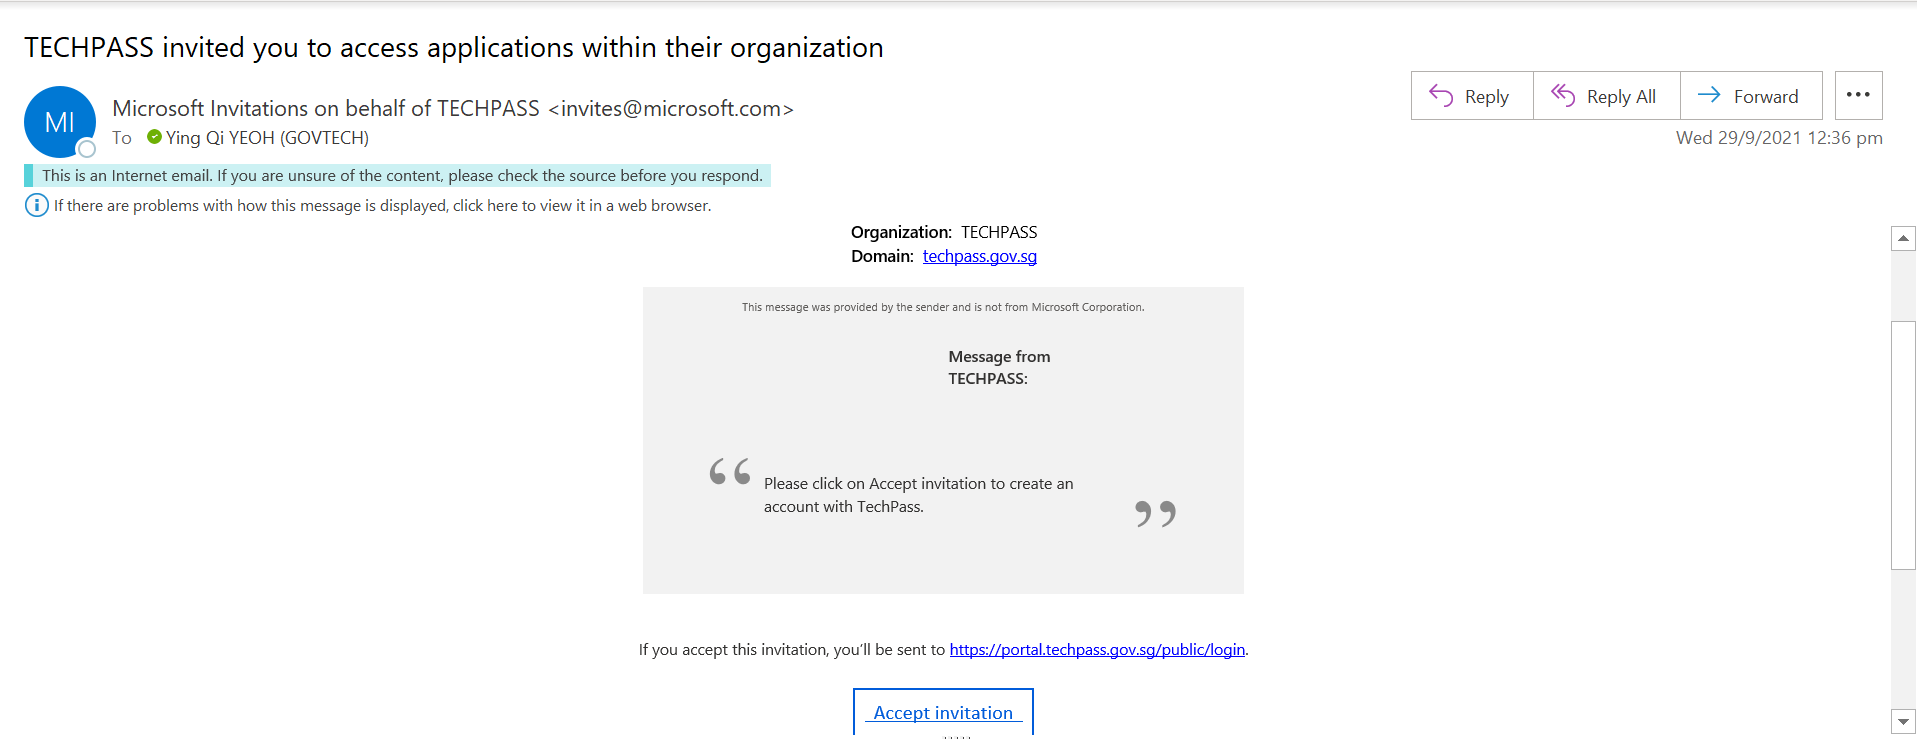 TECHPASS invited you to access applications within their organization
MI
Microsoft Invitations on behalf of TECHPASS <invites@microsoft.com>
To Ying Qi YEOH (GOVTECH)
Reply
Reply All
Forward
Wed 29/9/2021 12:36 pm
This is an Internet email. If you are unsure of the content, please check the source before you respond.
If there are problems with how this message is displayed, click here to view it in a web browser.
Organization: TECHPASS
Domain: techpass.gov.sg
This message was provided by the sender and is not from Microsoft Corporation.
Message from
TECHPASS:
“ Please click on Accept invitation to create an
account with TechPass. ”
If you accept this invitation, you’ll be sent to https://portal.techpass.gov.sg/public/login.
Accept invitation